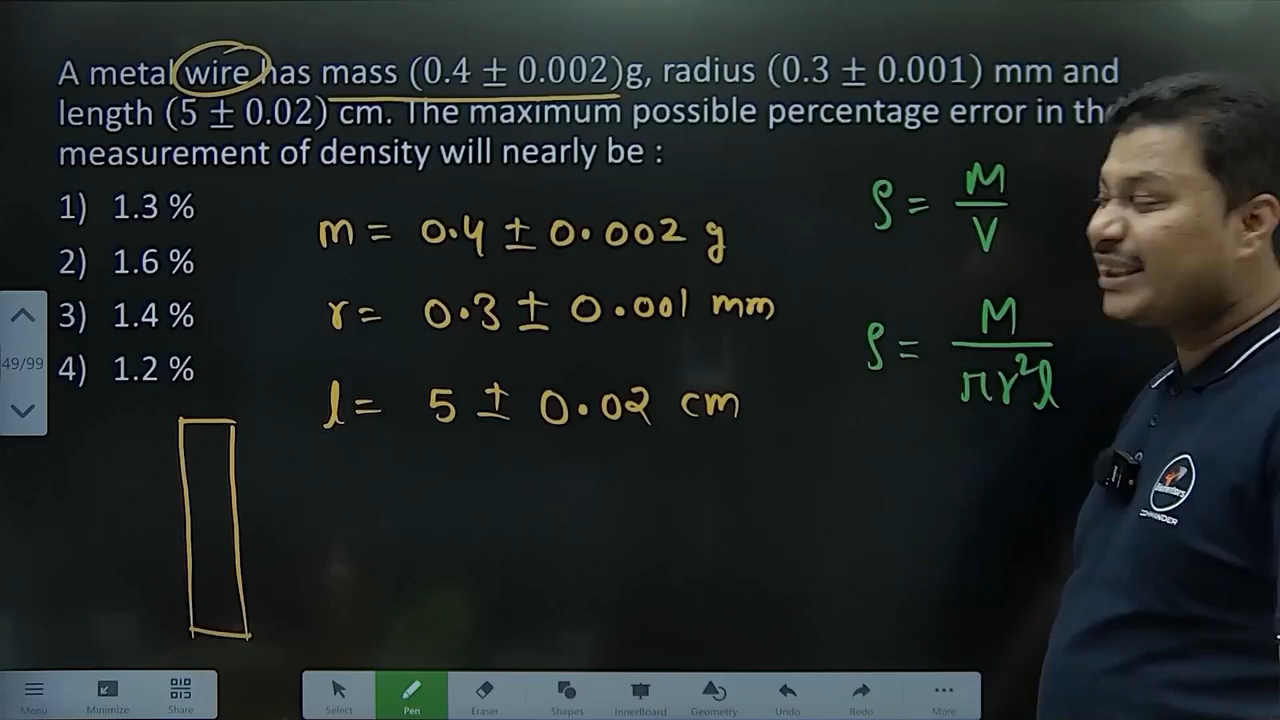 A metal wire has mass (0.4 ± 0.002)g, radius (0.3 ± 0.001) mm and
length (5 ± 0.02) cm. The maximum possible percentage error in the
measurement of density will nearly be :
1) 1.3 %
2) 1.6 %
3) 1.4 %
4) 1.2 %
m = 0.4 ± 0.002 g
r = 0.3 ± 0.001 mm
l = 5 ± 0.02 cm
ρ = M/V
ρ = M/πr²l
49/99
COMMANDER
Menu
Minimize
Share
Select
Pen
Eraser
Shapes
InnerBoard
Geometry
Undo
Redo
More